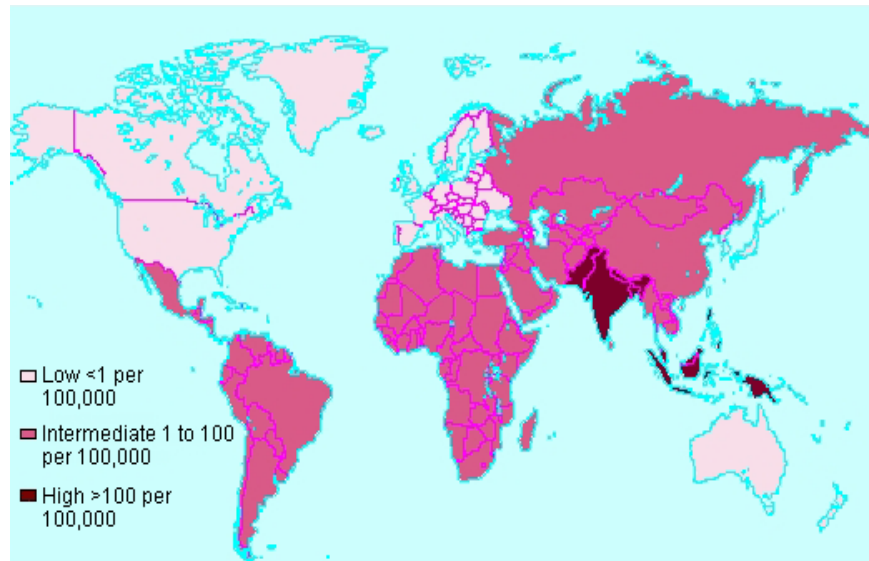 Low <1 per
100,000
Intermediate 1 to 100
per 100,000
High >100 per
100,000